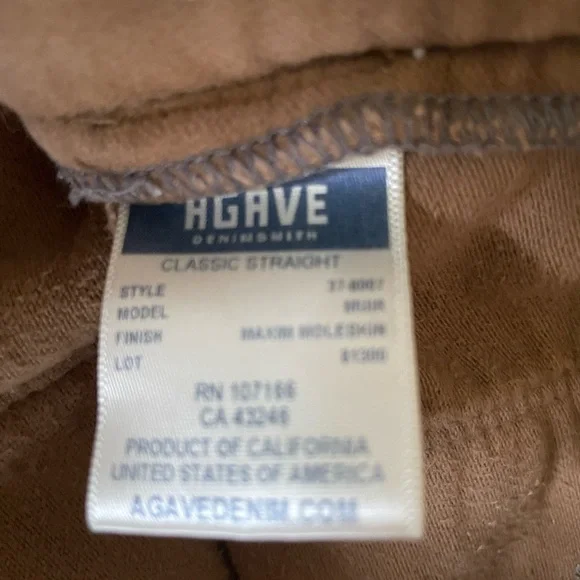 AGAVE
DENIMSMITH
CLASSIC STRAIGHT
STYLE
MODEL MUIR
FINISH MOLESKIN
LOT
RN 107166
CA 43246
PRODUCT OF CALIFORNIA
UNITED STATES OF AMERICA
AGAVEDENIM.COM